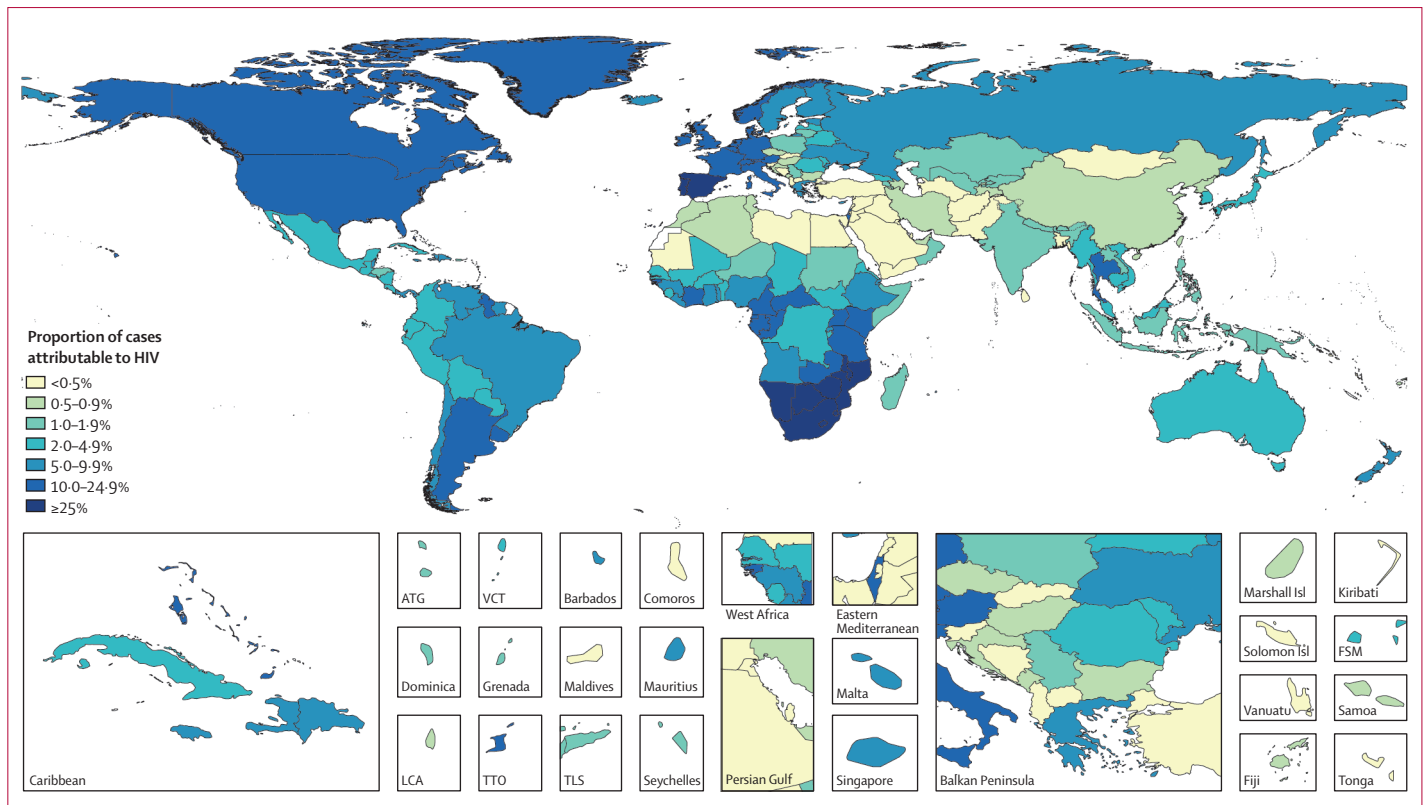 Proportion of cases
attributable to HIV
<0·5%
0·5–0·9%
1·0–1·9%
2·0–4·9%
5·0–9·9%
10·0–24·9%
≥25%
Caribbean
ATG
VCT
Barbados
Comoros
Dominica
Grenada
Maldives
Mauritius
LCA
TTO
TLS
Seychelles
West Africa
Eastern
Mediterranean
Persian Gulf
Malta
Singapore
Balkan Peninsula
Marshall Isl
Kiribati
Solomon Isl
FSM
Vanuatu
Samoa
Fiji
Tonga